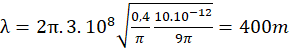 λ = 2π.3.10⁸√(0,4/π · 10.10⁻¹²/9π) = 400m